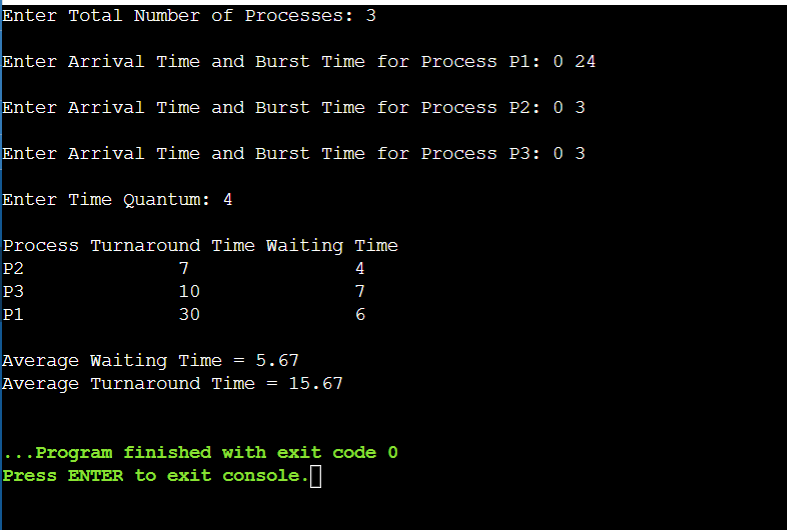 Enter Total Number of Processes: 3
Enter Arrival Time and Burst Time for Process P1: 0 24
Enter Arrival Time and Burst Time for Process P2: 0 3
Enter Arrival Time and Burst Time for Process P3: 0 3
Enter Time Quantum: 4
Process Turnaround Time Waiting Time
P2 7 4
P3 10 7
P1 30 6
Average Waiting Time = 5.67
Average Turnaround Time = 15.67
...Program finished with exit code 0
Press ENTER to exit console.